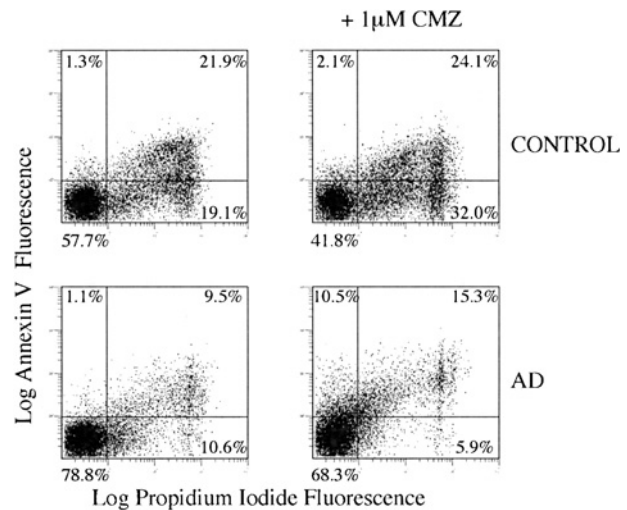 + 1μM CMZ
1.3% 21.9% 2.1% 24.1%
CONTROL
19.1% 32.0%
57.7% 41.8%
Log Annexin V Fluorescence
1.1% 9.5% 10.5% 15.3%
AD
10.6% 5.9%
78.8% 68.3%
Log Propidium Iodide Fluorescence